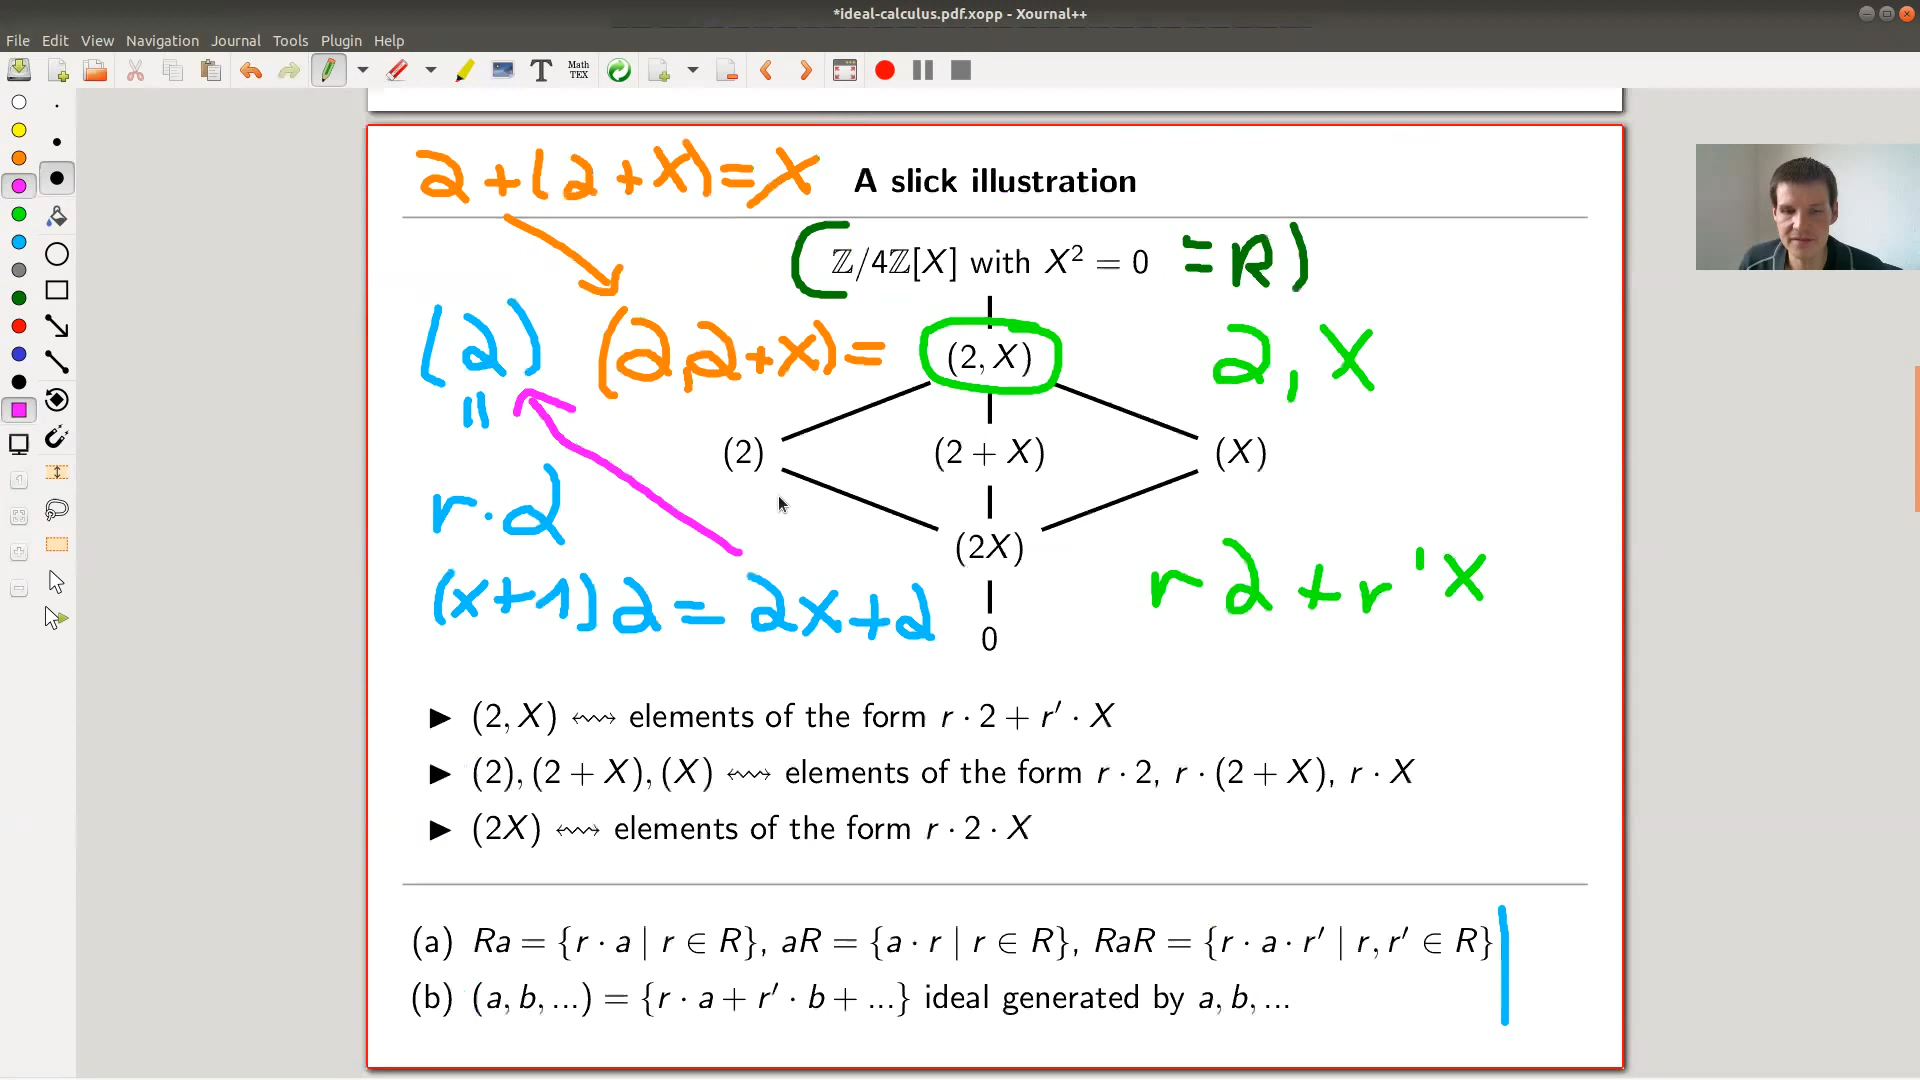 *ideal-calculus.pdf.xopp - Xournal++
File Edit View Navigation Journal Tools Plugin Help
Math TEX
2 + (2 + X) = X
A slick illustration
( ℤ/4ℤ[X] with X² = 0 = R )
(2)
(2, 2 + X) =
(2, X)
2, X
=
(2) (2 + X) (X)
r · 2
(2X)
(x+1) 2 = 2x + 2
r 2 + r' X
0
▶ (2, X) ↭ elements of the form r · 2 + r′ · X
▶ (2), (2 + X), (X) ↭ elements of the form r · 2, r · (2 + X), r · X
▶ (2X) ↭ elements of the form r · 2 · X
(a) Ra = {r · a | r ∈ R}, aR = {a · r | r ∈ R}, RaR = {r · a · r′ | r, r′ ∈ R}
(b) (a, b, ...) = {r · a + r′ · b + ...} ideal generated by a, b, ...